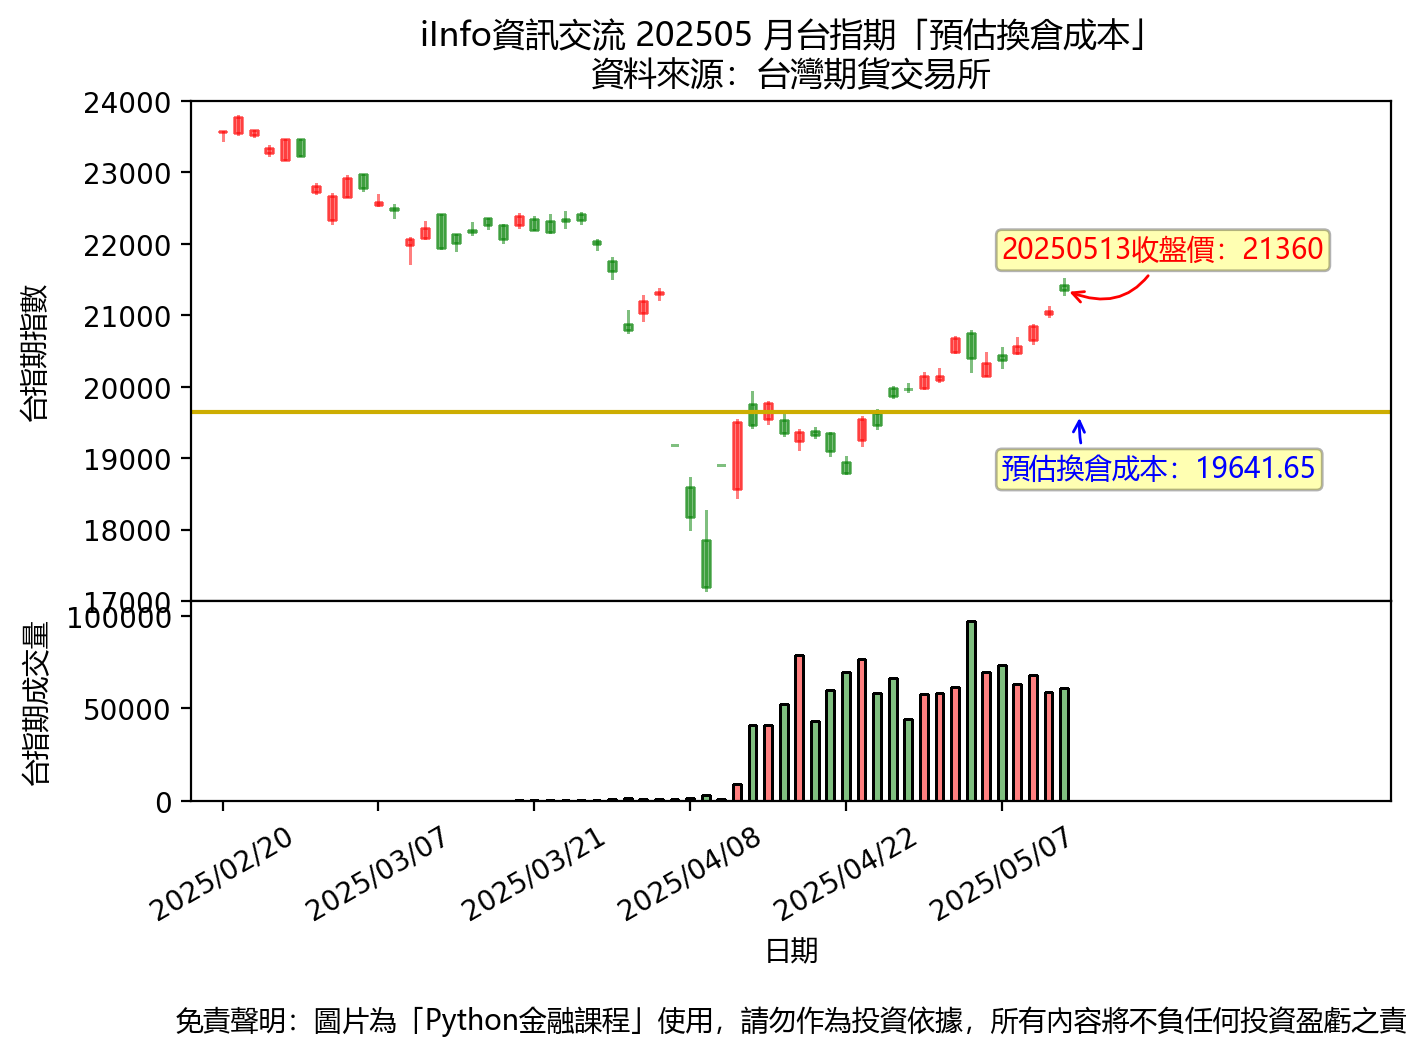 iInfo資訊交流 202505 月台指期「預估換倉成本」
資料來源：台灣期貨交易所
台指期指數
24000
23000
22000
21000
20000
19000
18000
17000
20250513收盤價：21360
預估換倉成本：19641.65
台指期成交量
100000
50000
0
2025/02/20
2025/03/07
2025/03/21
2025/04/08
2025/04/22
2025/05/07
日期
免責聲明：圖片為「Python金融課程」使用，請勿作為投資依據，所有內容將不負任何投資盈虧之責